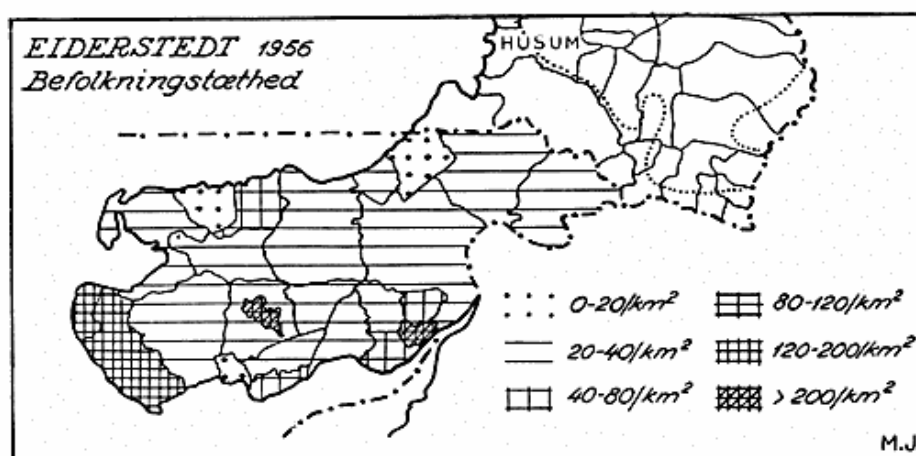 EIDERSTEDT 1956
Befolkningstæthed
HUSUM
0-20/km²
20-40/km²
40-80/km²
80-120/km²
120-200/km²
> 200/km²
M.J